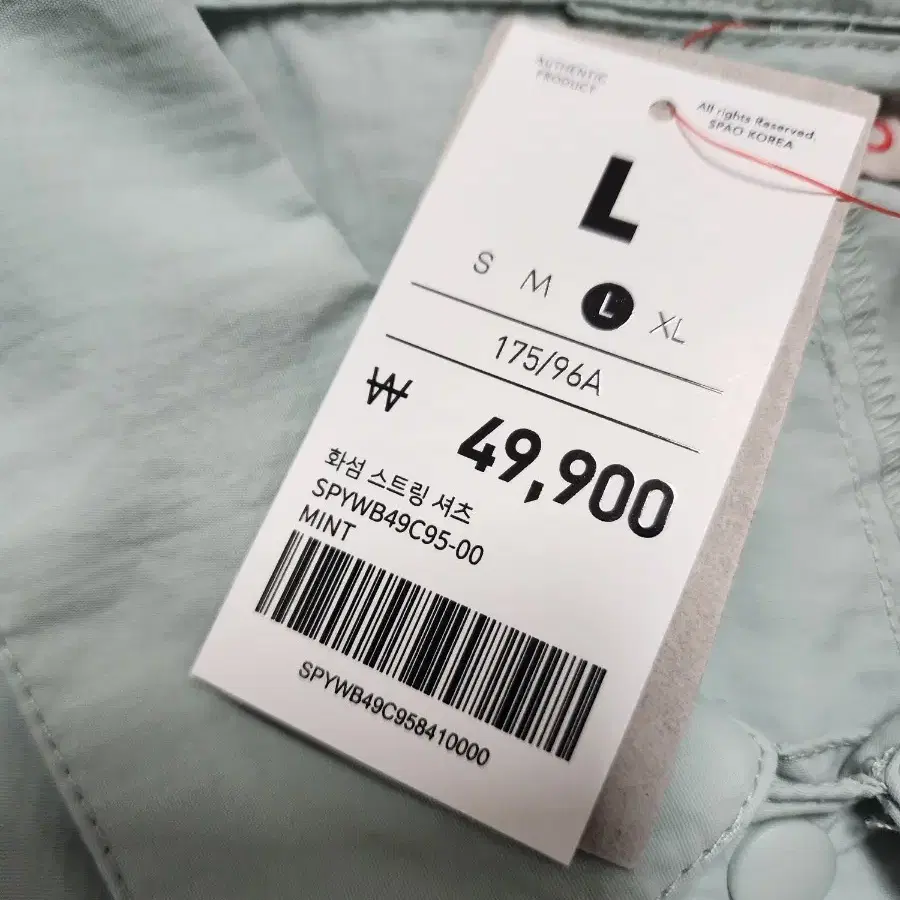 AUTHENTIC
PRODUCT
All rights Reserved.
SPAO KOREA
L
S M L XL
175/96A
₩ 49,900
화섬 스트링 셔츠
SPYWB49C95-00
MINT
SPYWB49C958410000